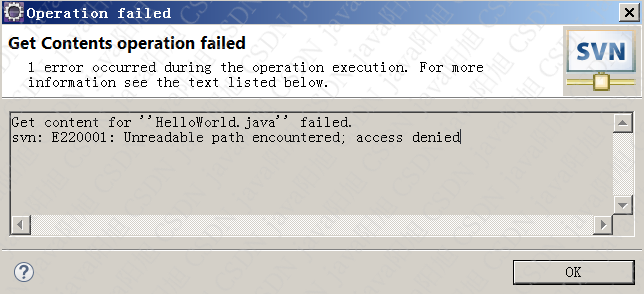 Operation failed
Get Contents operation failed
1 error occurred during the operation execution. For more
information see the text listed below.
SVN
Get content for ''HelloWorld.java'' failed.
svn: E220001: Unreadable path encountered; access denied
?
OK